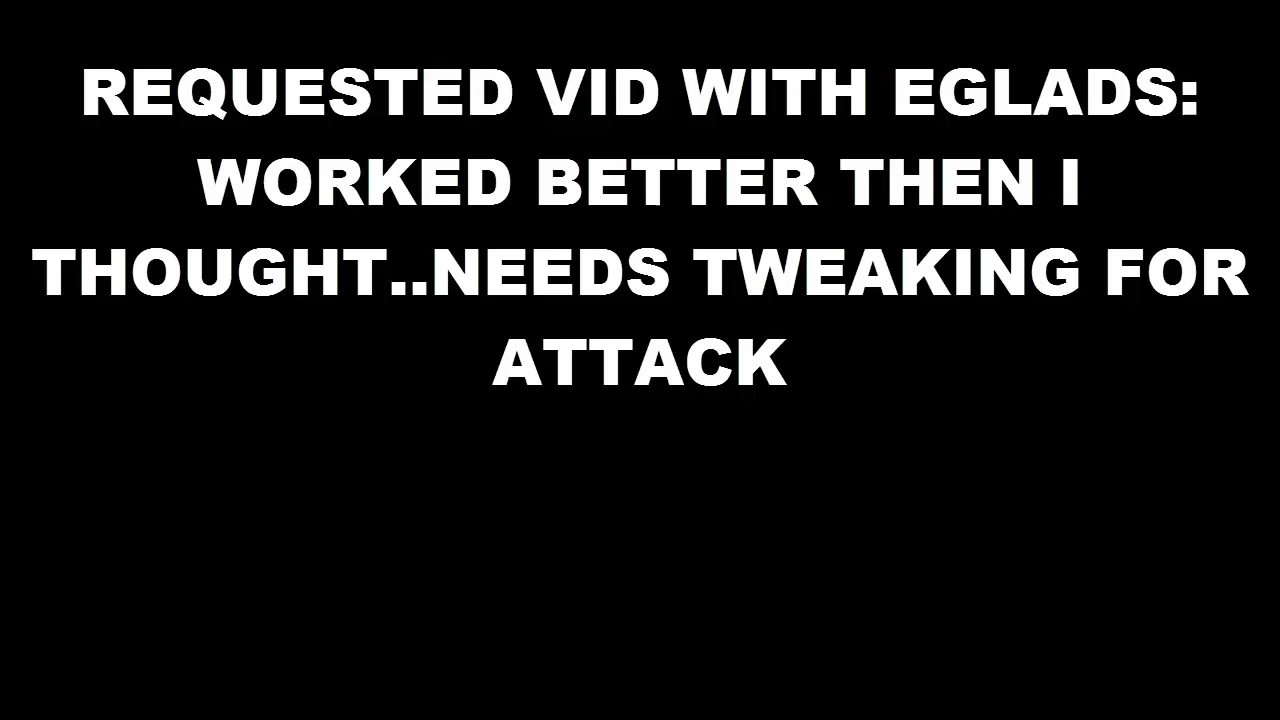 REQUESTED VID WITH EGLADS:
WORKED BETTER THEN I
THOUGHT..NEEDS TWEAKING FOR
ATTACK